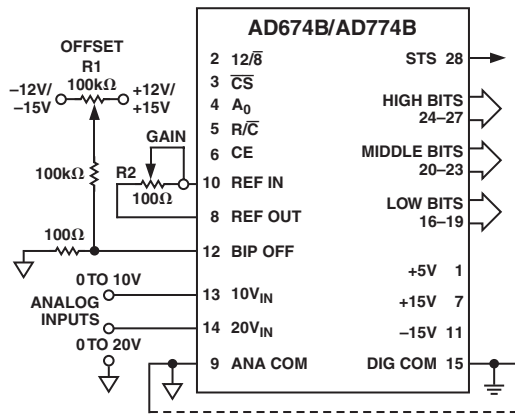 AD674B/AD774B
OFFSET
R1
100kΩ
–12V/
–15V
+12V/
+15V
GAIN
R2
100Ω
100kΩ
100Ω
0 TO 10V
ANALOG
INPUTS
0 TO 20V
2 12/8̅
3 C̅S̅
4 A₀
5 R/C̅
6 CE
10 REF IN
8 REF OUT
12 BIP OFF
13 10VIN
14 20VIN
9 ANA COM
STS 28
HIGH BITS
24–27
MIDDLE BITS
20–23
LOW BITS
16–19
+5V 1
+15V 7
–15V 11
DIG COM 15